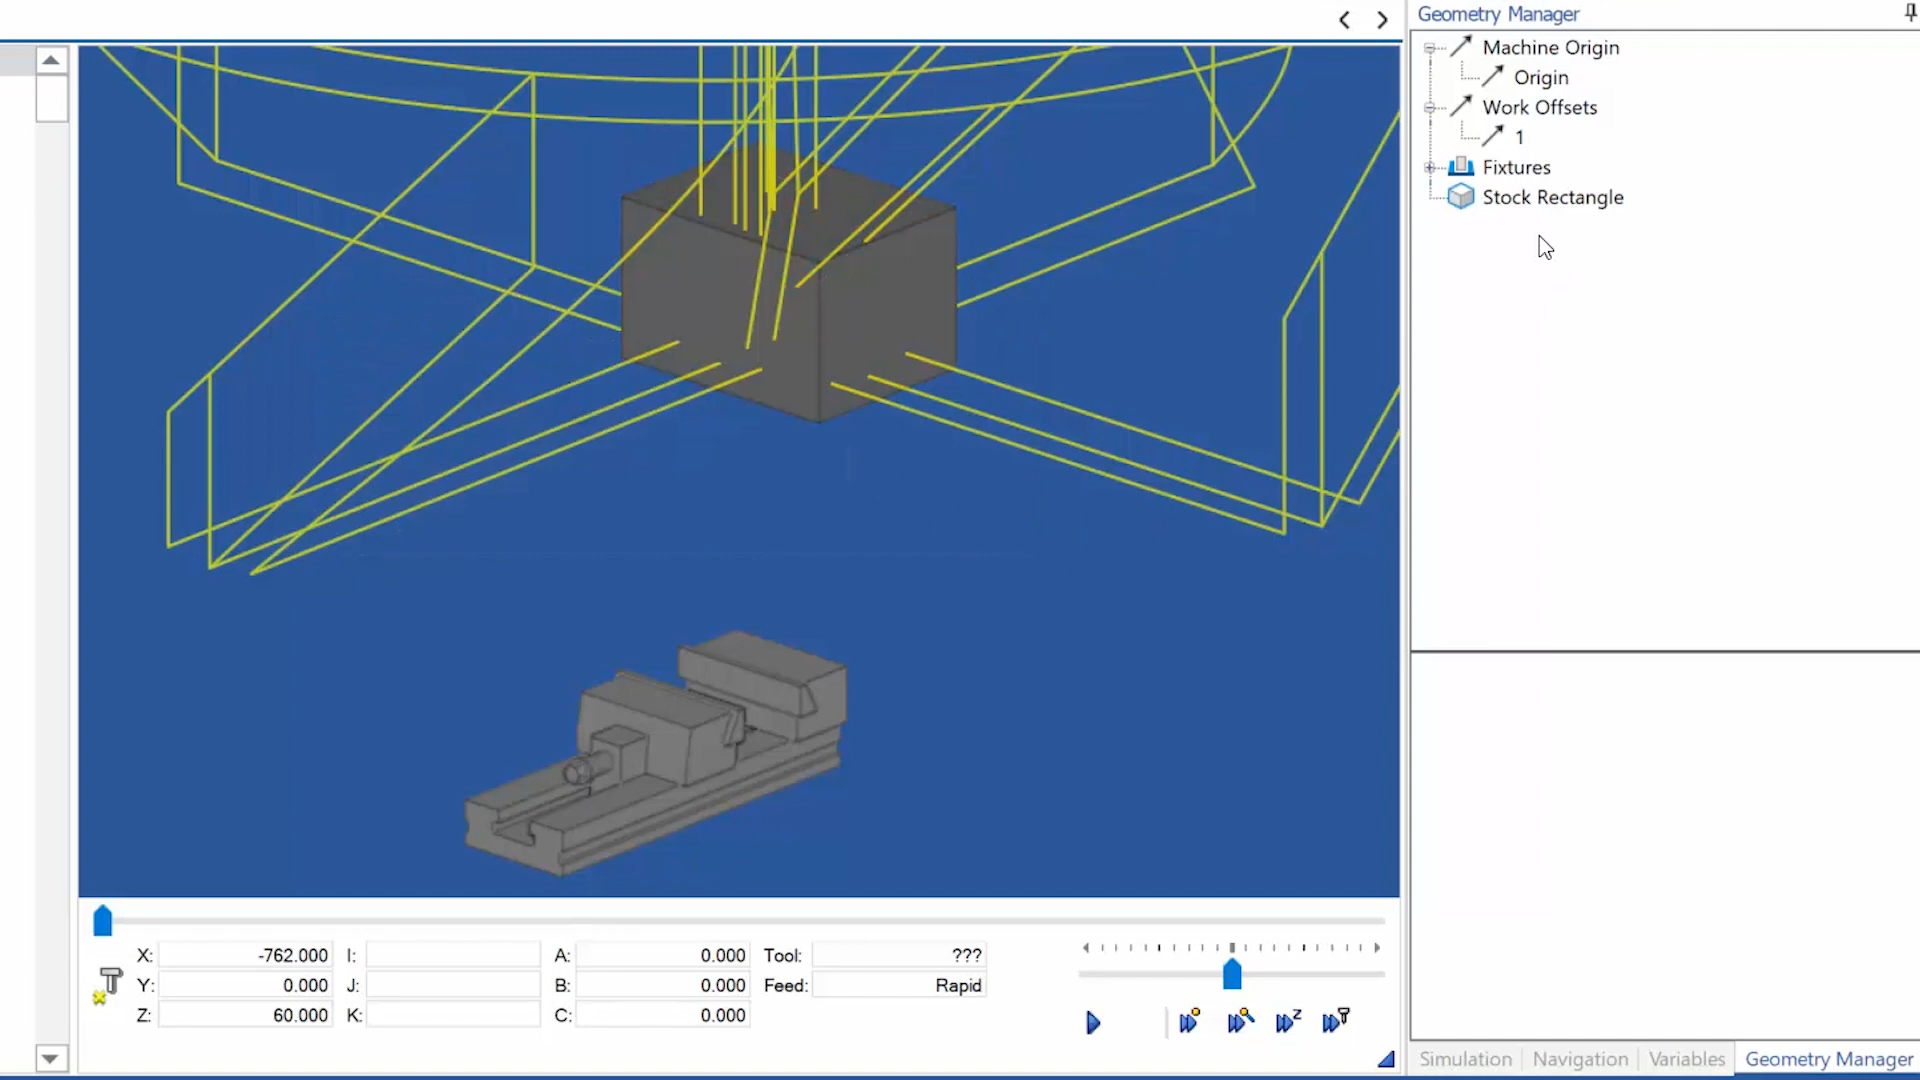 Geometry Manager
Machine Origin
Origin
Work Offsets
1
Fixtures
Stock Rectangle
X: -762.000 I: A: 0.000 Tool: ???
Y: 0.000 J: B: 0.000 Feed: Rapid
Z: 60.000 K: C: 0.000
Z
Simulation Navigation Variables Geometry Manager